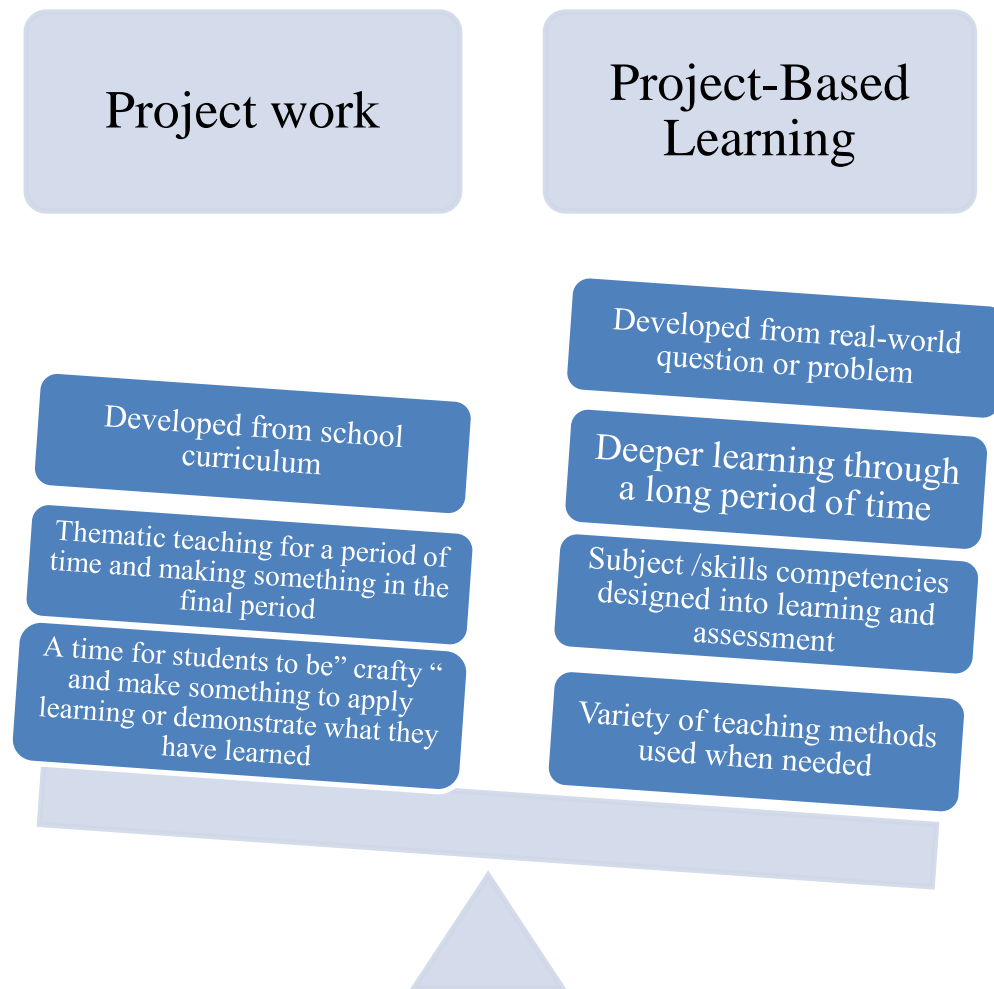 Project work
Project-Based
Learning
Developed from school
curriculum
Thematic teaching for a period of
time and making something in the
final period
A time for students to be” crafty “
and make something to apply
learning or demonstrate what they
have learned
Developed from real-world
question or problem
Deeper learning through
a long period of time
Subject /skills competencies
designed into learning and
assessment
Variety of teaching methods
used when needed